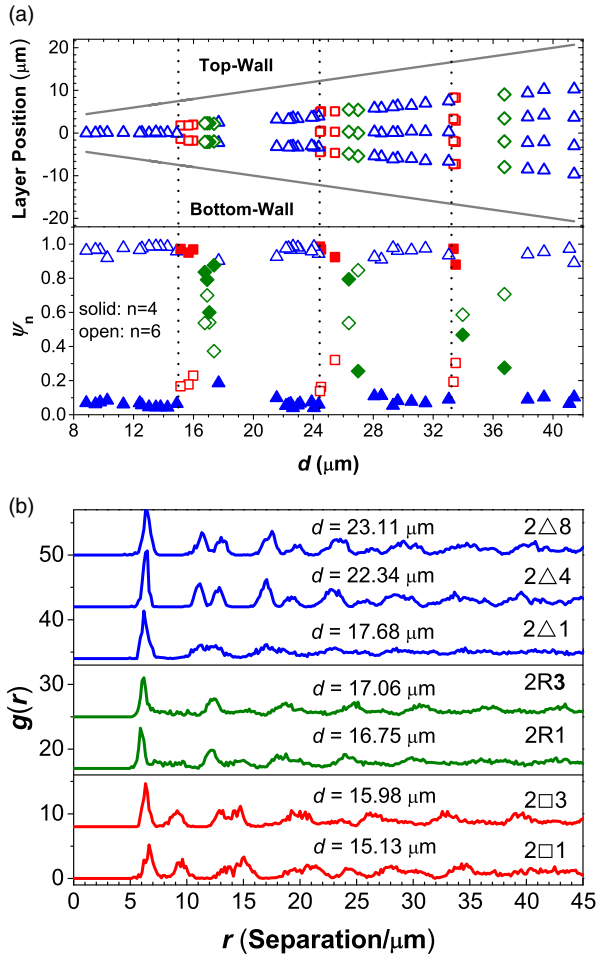 (a)
20
10
0
-10
-20
Layer Position (μm)
Top-Wall
Bottom-Wall
1.0
0.8
0.6
0.4
0.2
0.0
ψn
solid: n=4
open: n=6
8 12 16 20 24 28 32 36 40
d (μm)
(b)
50
40
30
20
10
0
g(r)
d = 23.11 μm 2△8
d = 22.34 μm 2△4
d = 17.68 μm 2△1
d = 17.06 μm 2R3
d = 16.75 μm 2R1
d = 15.98 μm 2□3
d = 15.13 μm 2□1
0 5 10 15 20 25 30 35 40 45
r (Separation/μm)